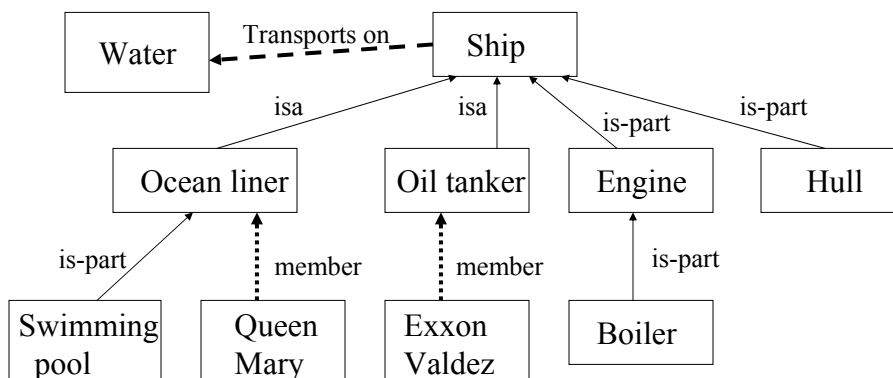 Water
Transports on
Ship
isa
isa
is-part
is-part
Ocean liner
Oil tanker
Engine
Hull
is-part
member
member
is-part
Swimming
pool
Queen
Mary
Exxon
Valdez
Boiler